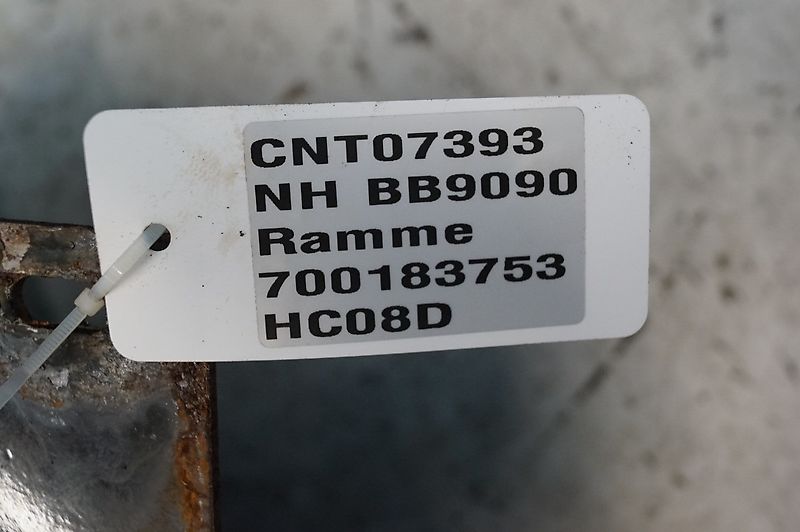 CNT07393
NH BB9090
Ramme
700183753
HC08D